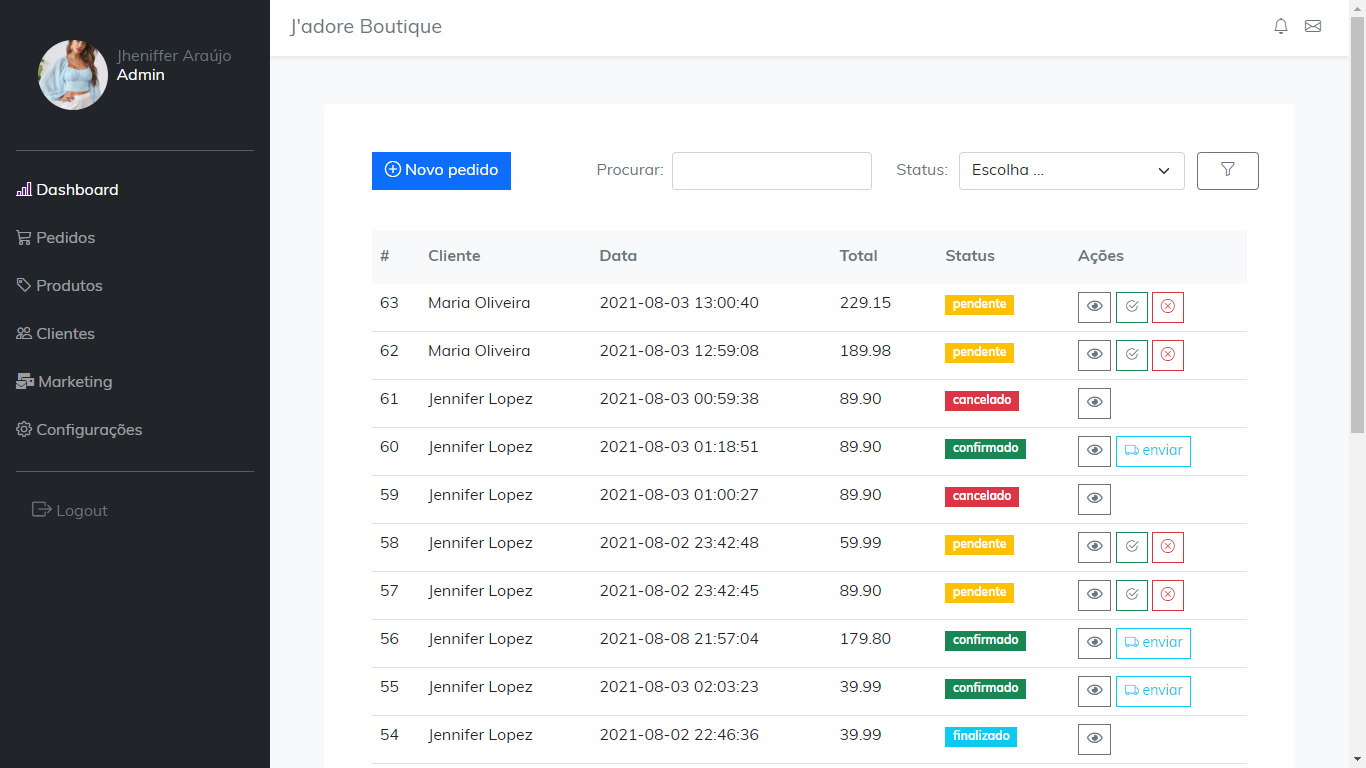 J'adore Boutique
Jheniffer Araújo
Admin
Dashboard
Pedidos
Produtos
Clientes
Marketing
Configurações
Logout
Novo pedido Procurar: Status: Escolha ...
# Cliente Data Total Status Ações
63 Maria Oliveira 2021-08-03 13:00:40 229.15 pendente
62 Maria Oliveira 2021-08-03 12:59:08 189.98 pendente
61 Jennifer Lopez 2021-08-03 00:59:38 89.90 cancelado
60 Jennifer Lopez 2021-08-03 01:18:51 89.90 confirmado enviar
59 Jennifer Lopez 2021-08-03 01:00:27 89.90 cancelado
58 Jennifer Lopez 2021-08-02 23:42:48 59.99 pendente
57 Jennifer Lopez 2021-08-02 23:42:45 89.90 pendente
56 Jennifer Lopez 2021-08-08 21:57:04 179.80 confirmado enviar
55 Jennifer Lopez 2021-08-03 02:03:23 39.99 confirmado enviar
54 Jennifer Lopez 2021-08-02 22:46:36 39.99 finalizado